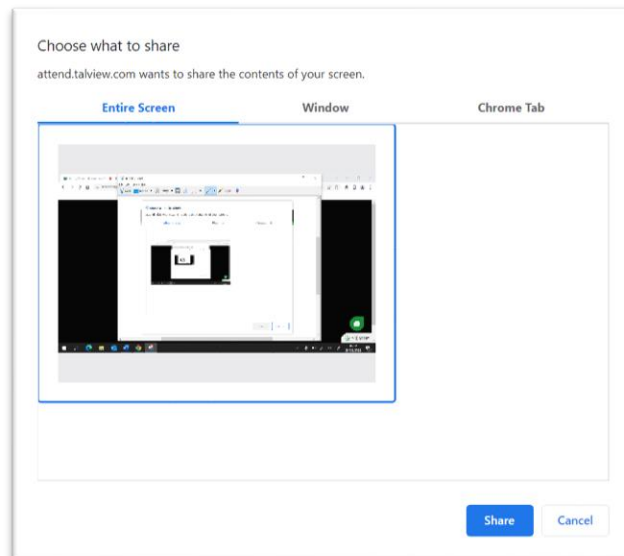 Choose what to share
attend.talview.com wants to share the contents of your screen.
Entire Screen
Window
Chrome Tab
Share
Cancel